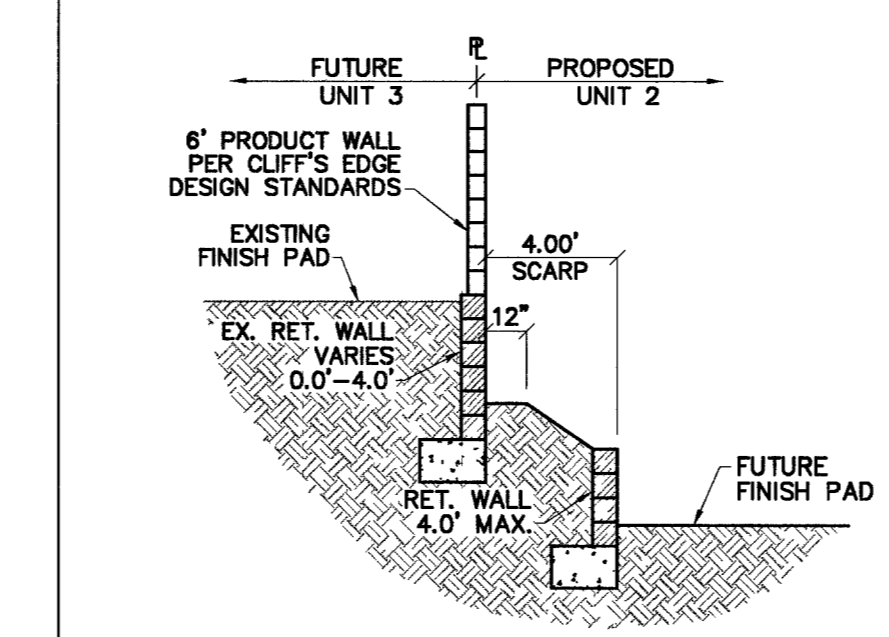 PL
FUTURE
UNIT 3
PROPOSED
UNIT 2
6' PRODUCT WALL
PER CLIFF'S EDGE
DESIGN STANDARDS
EXISTING
FINISH PAD
4.00'
SCARP
12"
EX. RET. WALL
VARIES
0.0'-4.0'
RET. WALL
4.0' MAX.
FUTURE
FINISH PAD